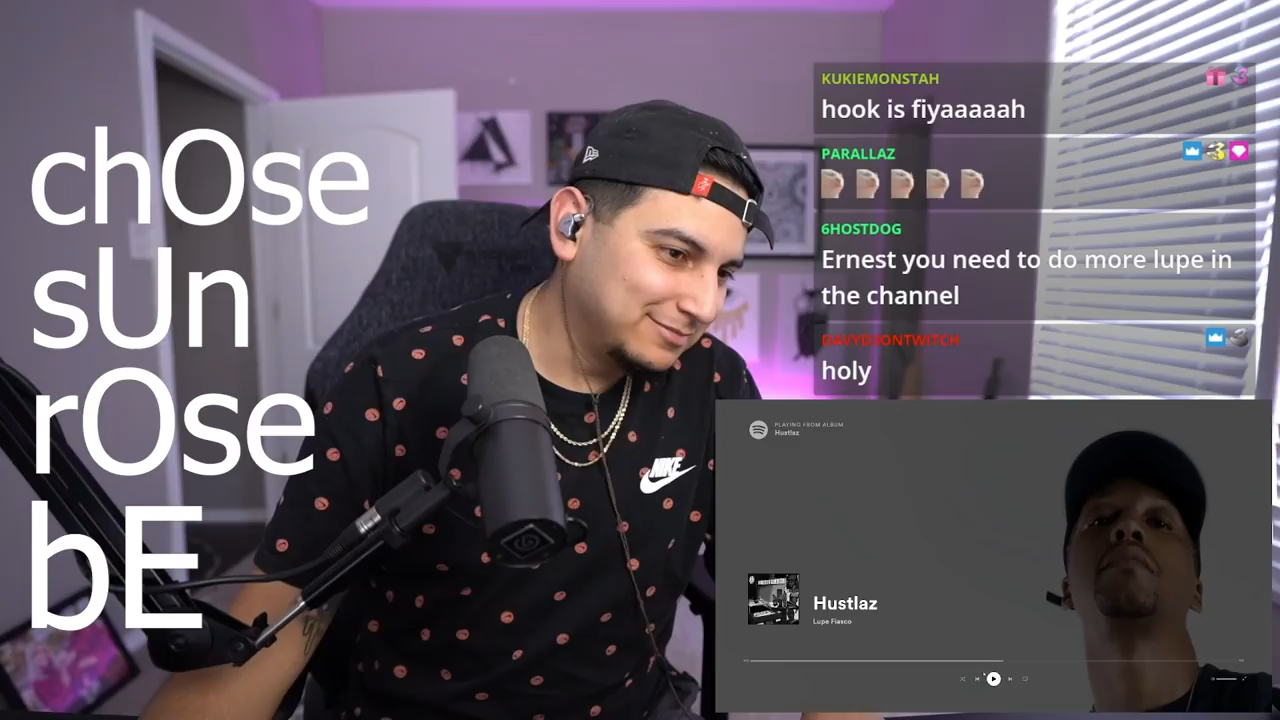 chOse
sUn
rOse
bE
KUKIEMONSTAH
hook is fiyaaaaah
PARALLAZ
6HOSTDOG
Ernest you need to do more lupe in
the channel
DAVYDSONTWITCH
holy
NIKE
PLAYING FROM ALBUM
Hustlaz
Hustlaz
Lupe Fiasco